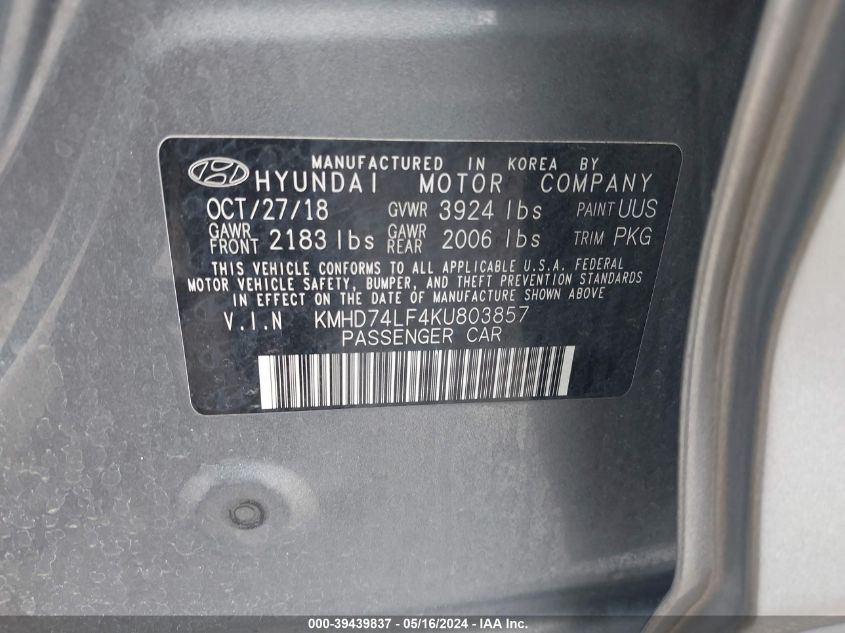 MANUFACTURED IN KOREA BY
HYUNDAI MOTOR COMPANY
OCT/27/18 GVWR 3924 lbs PAINT UUS
GAWR FRONT 2183 lbs GAWR REAR 2006 lbs TRIM PKG
THIS VEHICLE CONFORMS TO ALL APPLICABLE U.S.A. FEDERAL
MOTOR VEHICLE SAFETY, BUMPER, AND THEFT PREVENTION STANDARDS
IN EFFECT ON THE DATE OF MANUFACTURE SHOWN ABOVE
V.I.N KMHD74LF4KU803857
PASSENGER CAR
000-39439837 - 05/16/2024 - IAA Inc.